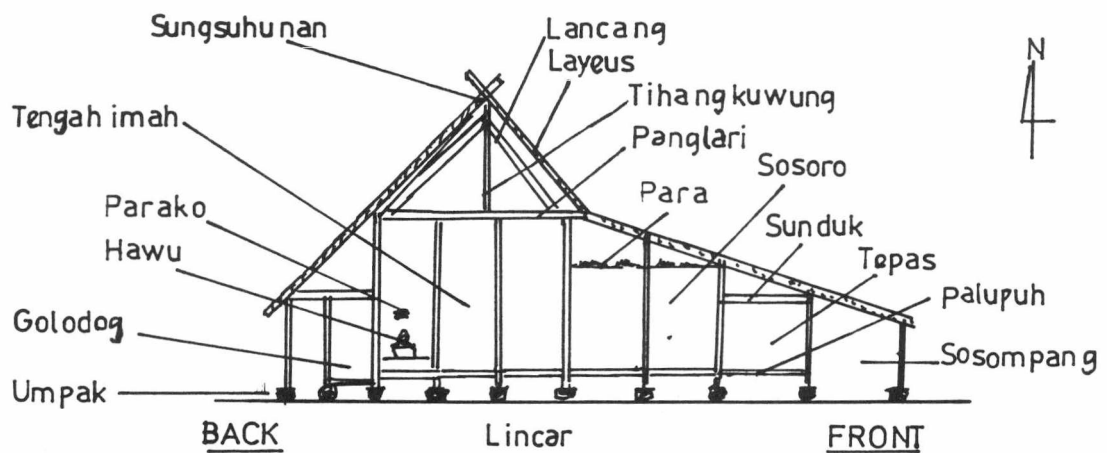 Sungsuhunan
Lancang
Layeus
N
Tihangkuwung
Tengah imah
Panglari
Sosoro
Para
Parako
Sunduk
Hawu
Tepas
Palupuh
Golodog
Sosompang
Umpak
BACK
Lincar
FRONT